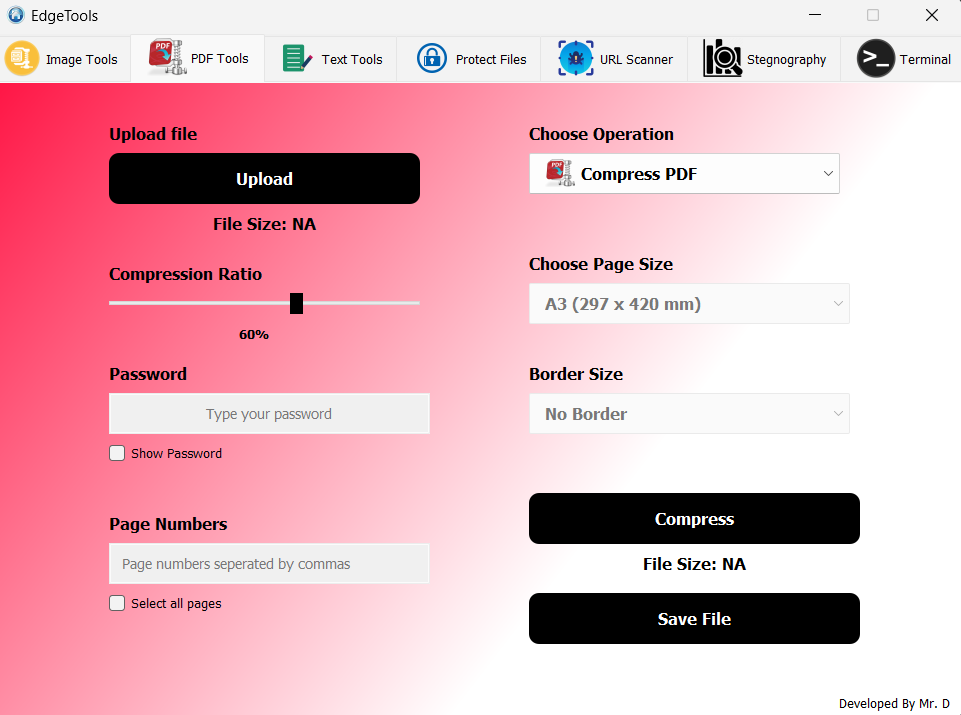 EdgeTools
Image Tools
PDF Tools
Text Tools
Protect Files
URL Scanner
Stegnography
Terminal
Upload file
Upload
File Size: NA
Compression Ratio
60%
Password
Type your password
Show Password
Page Numbers
Page numbers seperated by commas
Select all pages
Choose Operation
PDF
Compress PDF
Choose Page Size
A3 (297 x 420 mm)
Border Size
No Border
Compress
File Size: NA
Save File
Developed By Mr. D